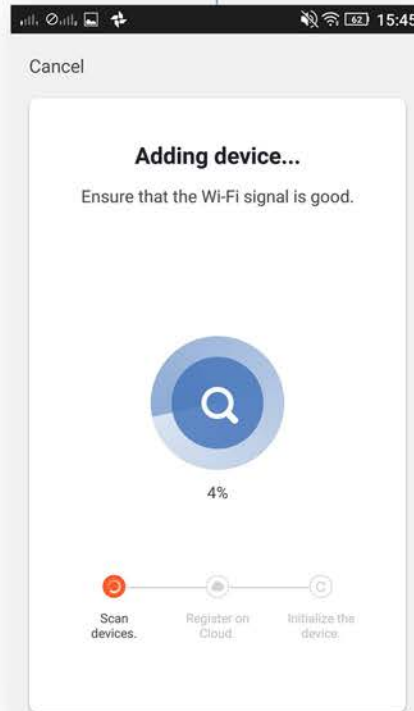 62 15:45
Cancel
Adding device...
Ensure that the Wi-Fi signal is good.
4%
Scan
devices.
Register on
Cloud.
Initialize the
device.